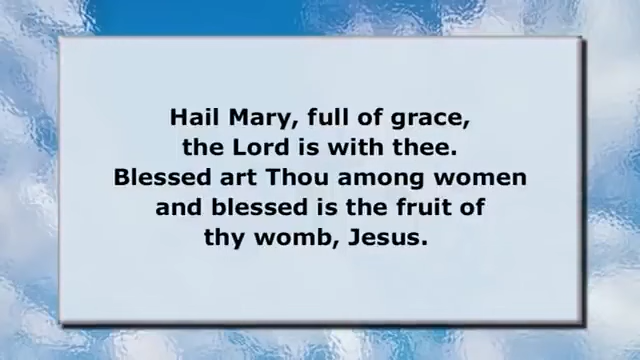 Hail Mary, full of grace,
the Lord is with thee.
Blessed art Thou among women
and blessed is the fruit of
thy womb, Jesus.